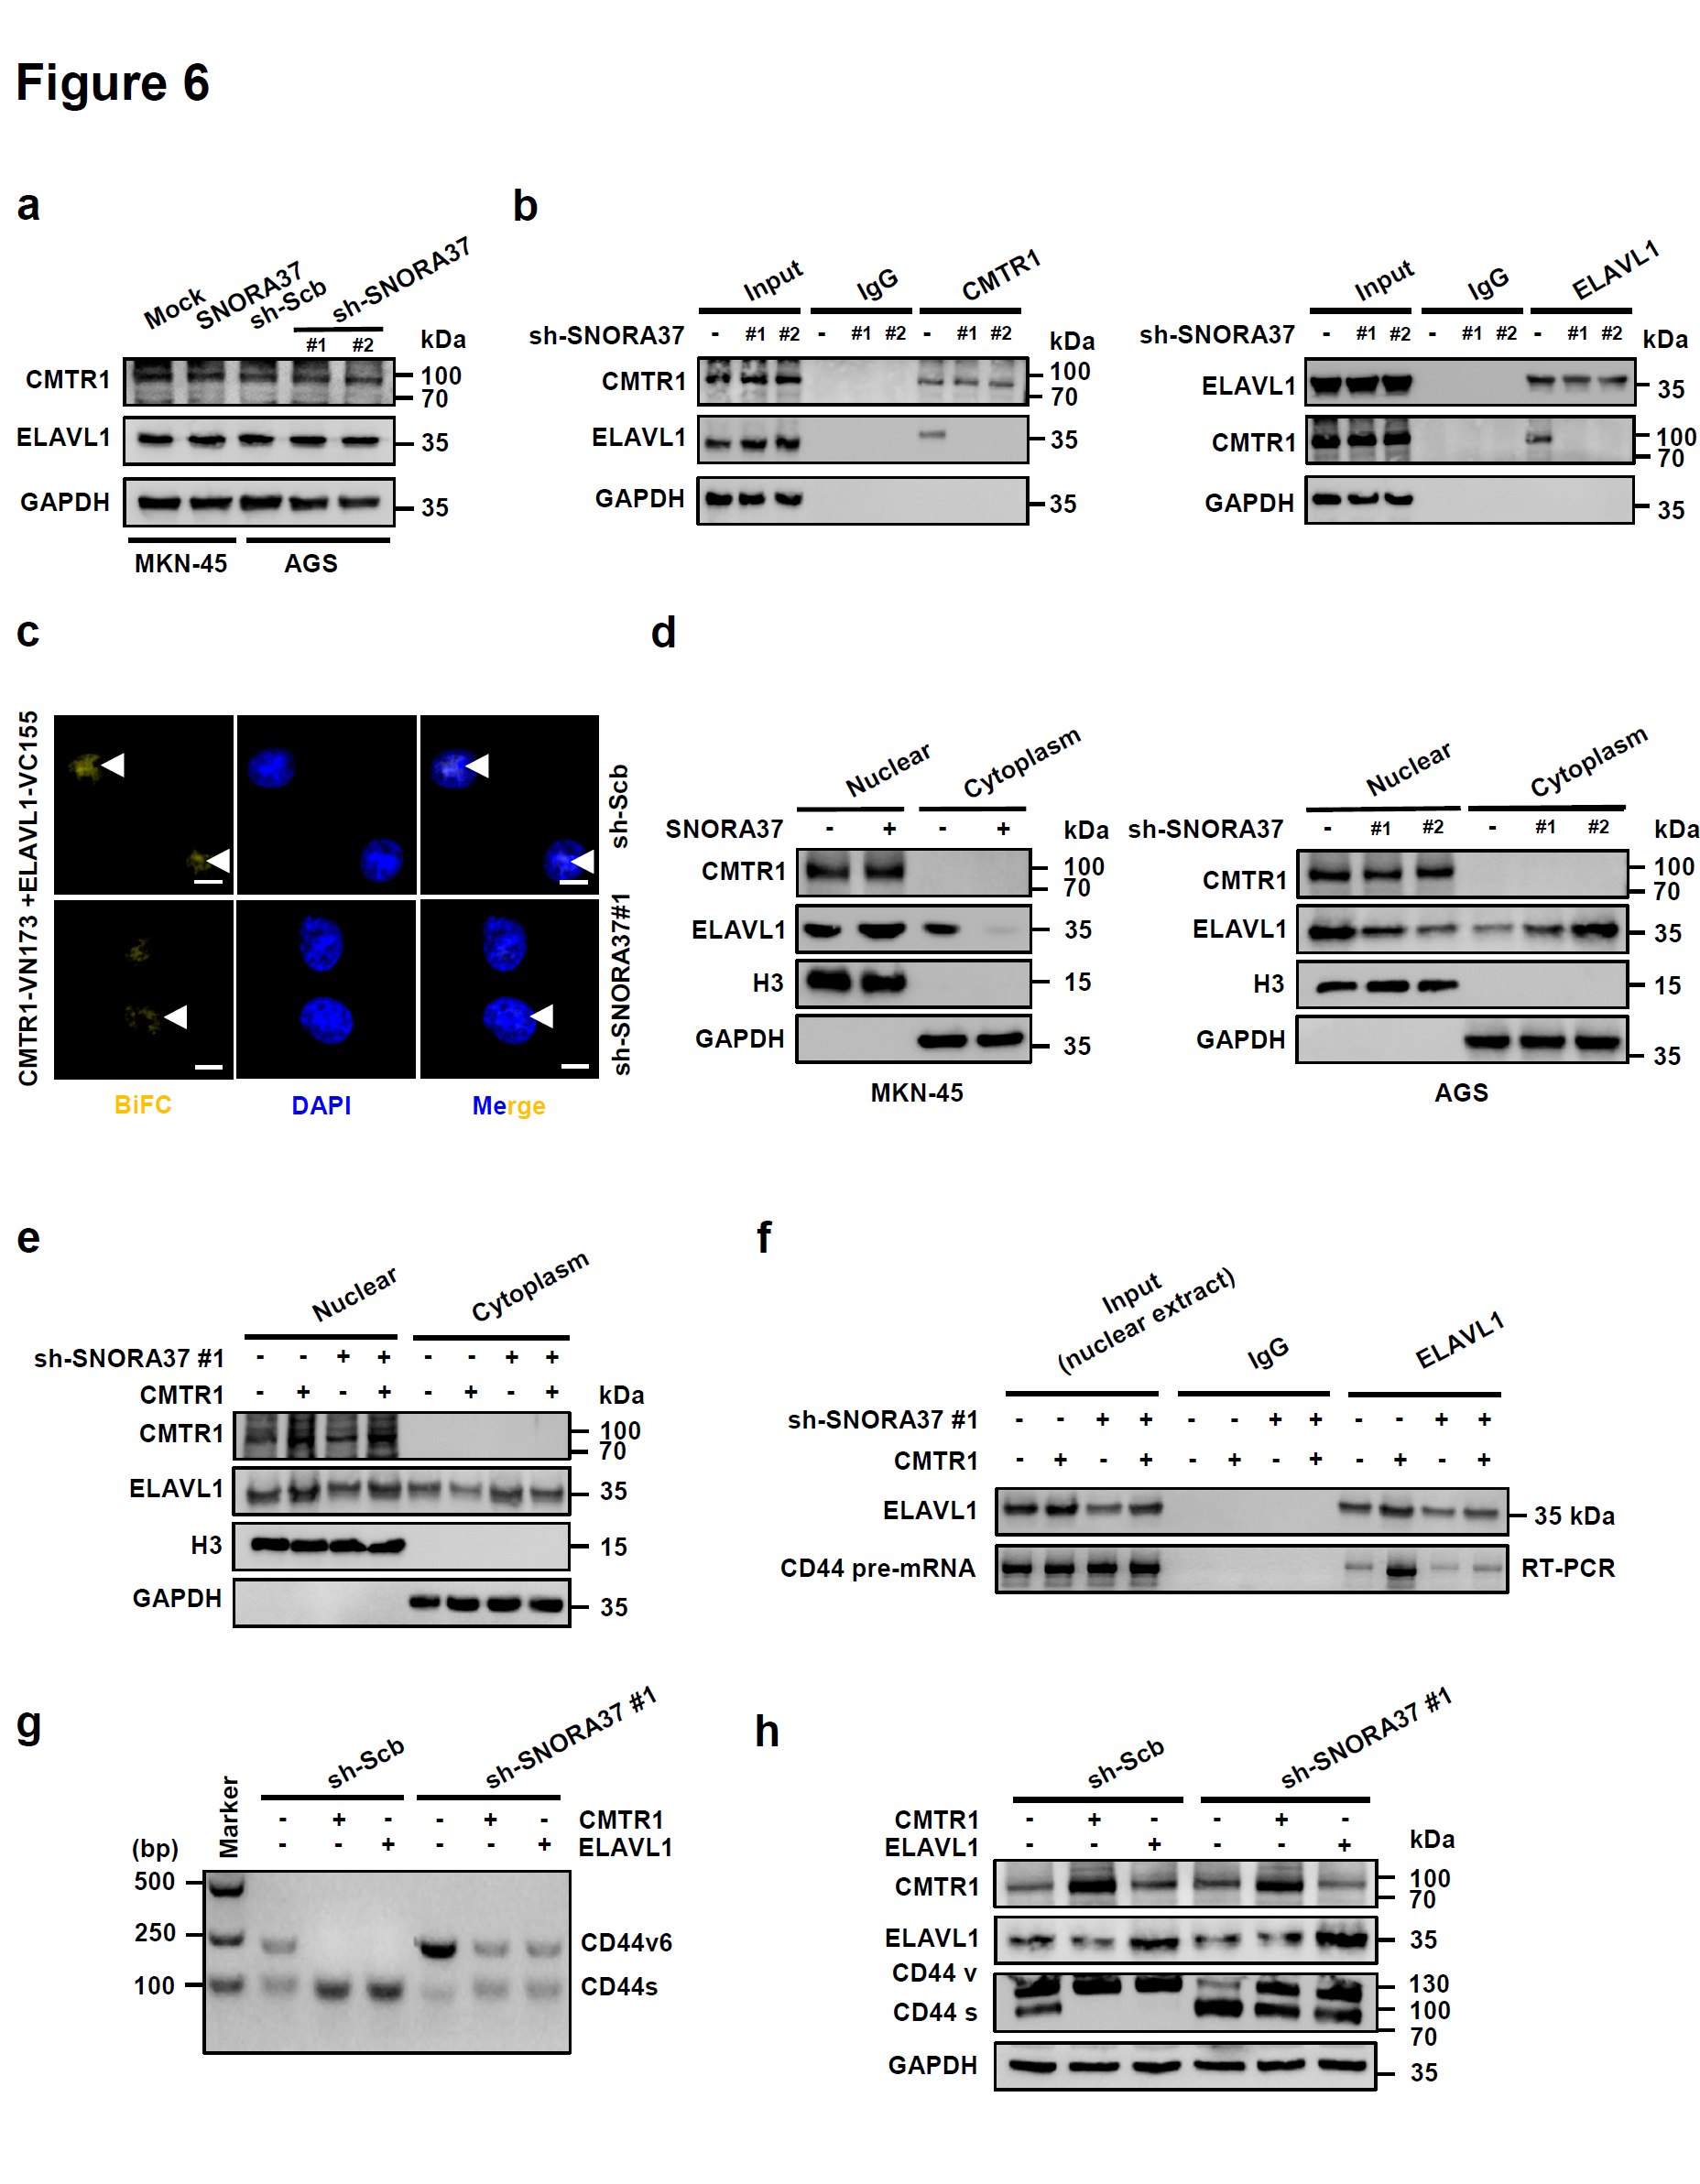 Figure 6
a
Mock
SNORA37
sh-Scb
sh-SNORA37
#1 #2 kDa
CMTR1 100
70
ELAVL1 35
GAPDH 35
MKN-45 AGS
b
Input IgG CMTR1
sh-SNORA37 - #1 #2 - #1 #2 - #1 #2 kDa
CMTR1 100
70
ELAVL1 35
GAPDH 35
Input IgG ELAVL1
sh-SNORA37 - #1 #2 - #1 #2 - #1 #2 kDa
ELAVL1 35
CMTR1 100
70
GAPDH 35
c
CMTR1-VN173 +ELAVL1-VC155
sh-Scb
sh-SNORA37#1
BiFC DAPI Merge
d
Nuclear Cytoplasm
SNORA37 - + - + kDa
CMTR1 100
70
ELAVL1 35
H3 15
GAPDH 35
MKN-45
Nuclear Cytoplasm
sh-SNORA37 - #1 #2 - #1 #2 kDa
CMTR1 100
70
ELAVL1 35
H3 15
GAPDH 35
AGS
e
Nuclear Cytoplasm
sh-SNORA37 #1 - - + + - - + +
CMTR1 - + - + - + - + kDa
CMTR1 100
70
ELAVL1 35
H3 15
GAPDH 35
f
Input
(nuclear extract)
IgG
ELAVL1
sh-SNORA37 #1 - - + + - - + + - - + +
CMTR1 - + - + - + - + - + - +
ELAVL1 35 kDa
CD44 pre-mRNA RT-PCR
g
Marker
sh-Scb sh-SNORA37 #1
- + - - + - CMTR1
(bp) - - + - - + ELAVL1
500
250 CD44v6
100 CD44s
h
sh-Scb sh-SNORA37 #1
CMTR1 - + - - + -
ELAVL1 - - + - - + kDa
CMTR1 100
70
ELAVL1 35
CD44 v 130
CD44 s 100
70
GAPDH 35